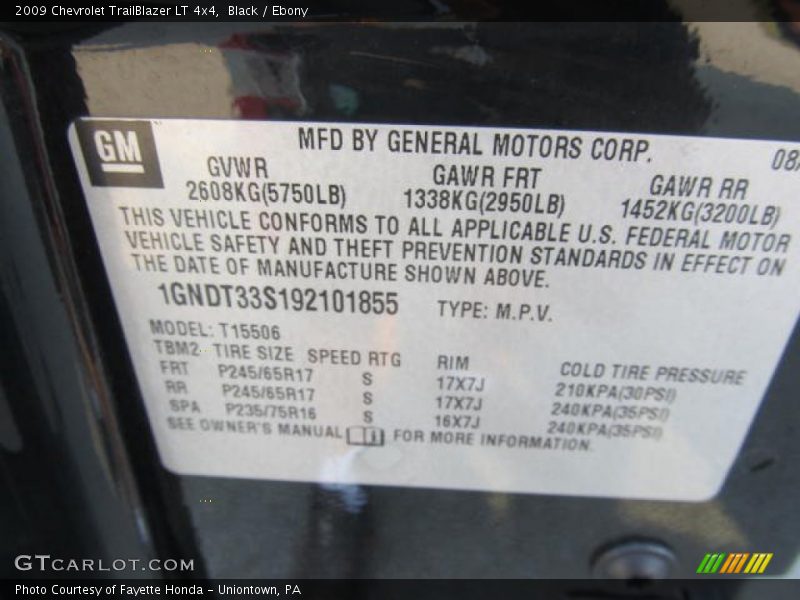 2009 Chevrolet TrailBlazer LT 4x4, Black / Ebony
GM
MFD BY GENERAL MOTORS CORP.
08/
GVWR GAWR FRT GAWR RR
2608KG(5750LB) 1338KG(2950LB) 1452KG(3200LB)
THIS VEHICLE CONFORMS TO ALL APPLICABLE U.S. FEDERAL MOTOR
VEHICLE SAFETY AND THEFT PREVENTION STANDARDS IN EFFECT ON
THE DATE OF MANUFACTURE SHOWN ABOVE.
1GNDT33S192101855 TYPE: M.P.V.
MODEL: T15506
TBM2 TIRE SIZE SPEED RTG RIM COLD TIRE PRESSURE
FRT P245/65R17 S 17X7J 210KPA(30PSI)
RR P245/65R17 S 17X7J 240KPA(35PSI)
SPA P235/75R16 S 16X7J 240KPA(35PSI)
SEE OWNER'S MANUAL FOR MORE INFORMATION.
GTCARLOT.COM
Photo Courtesy of Fayette Honda - Uniontown, PA